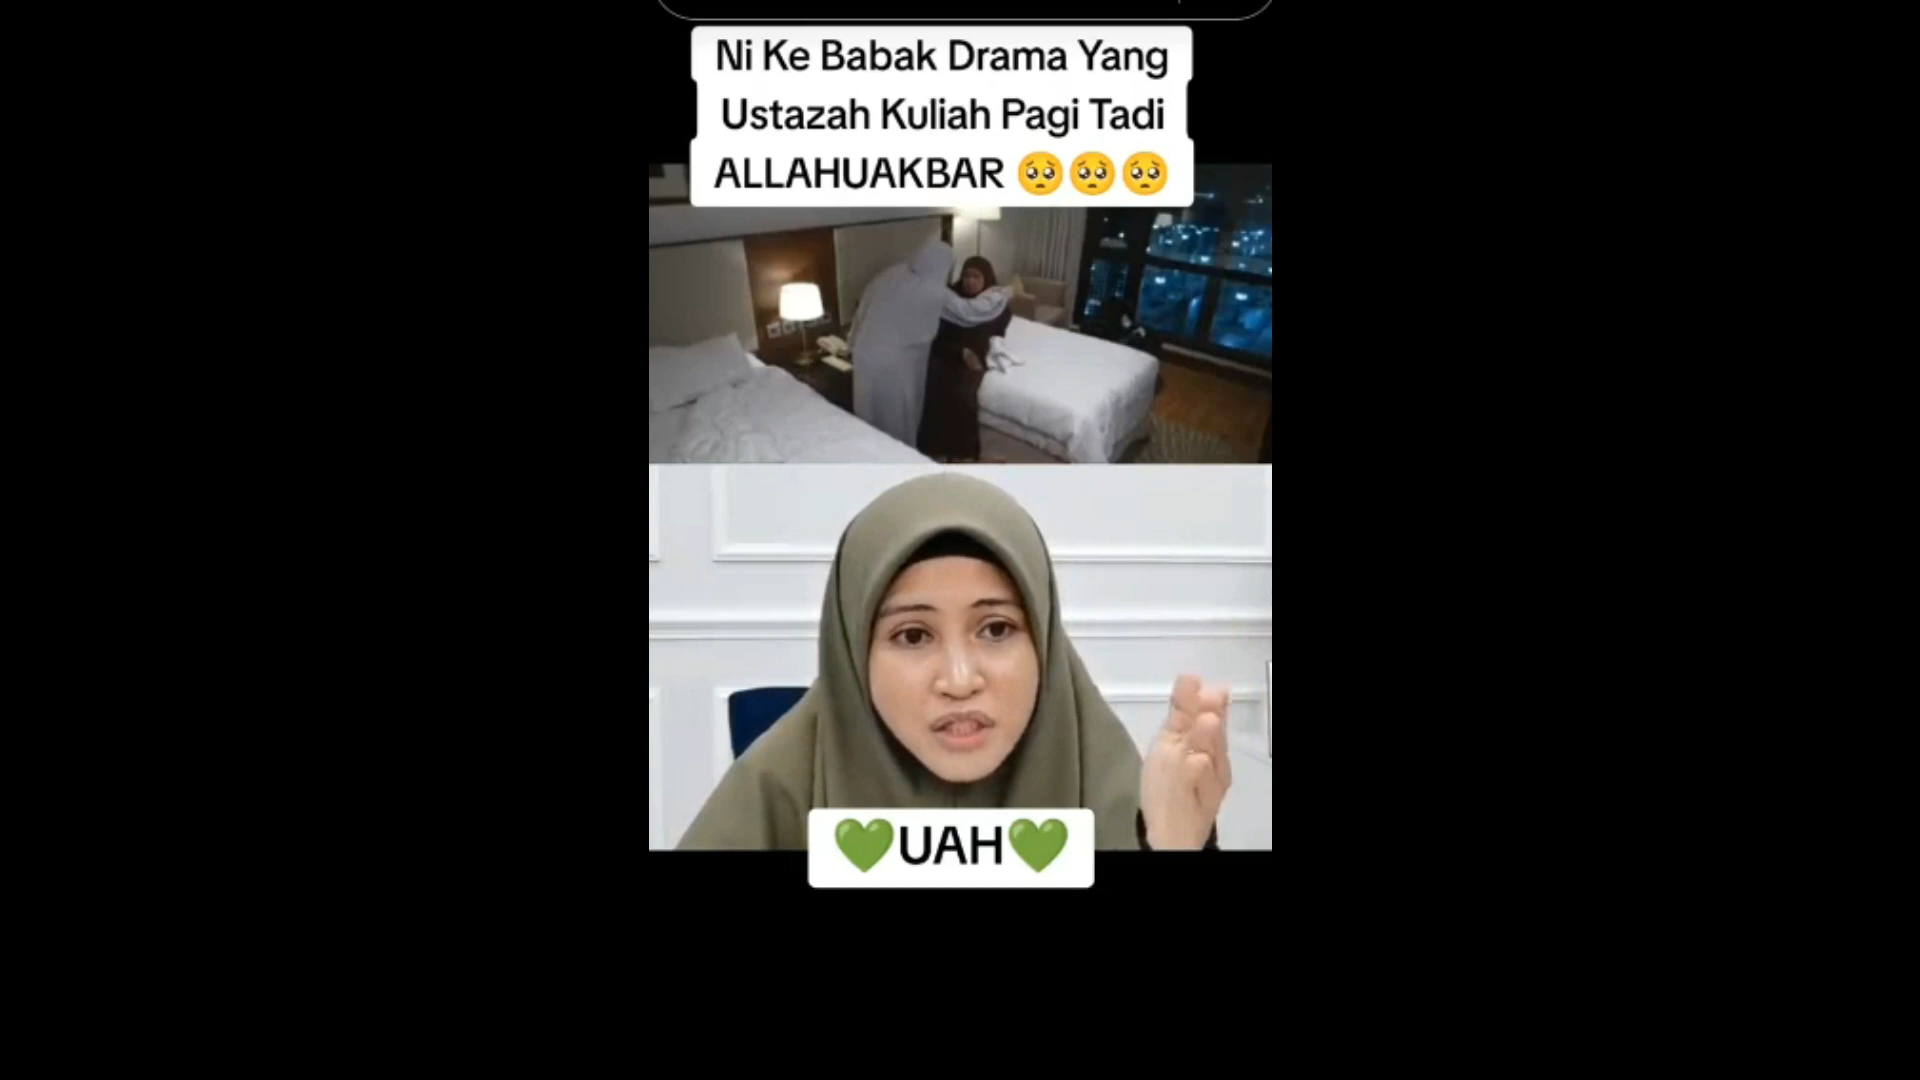 Ni Ke Babak Drama Yang
Ustazah Kuliah Pagi Tadi
ALLAHUAKBAR 🥺🥺🥺
💚UAH💚